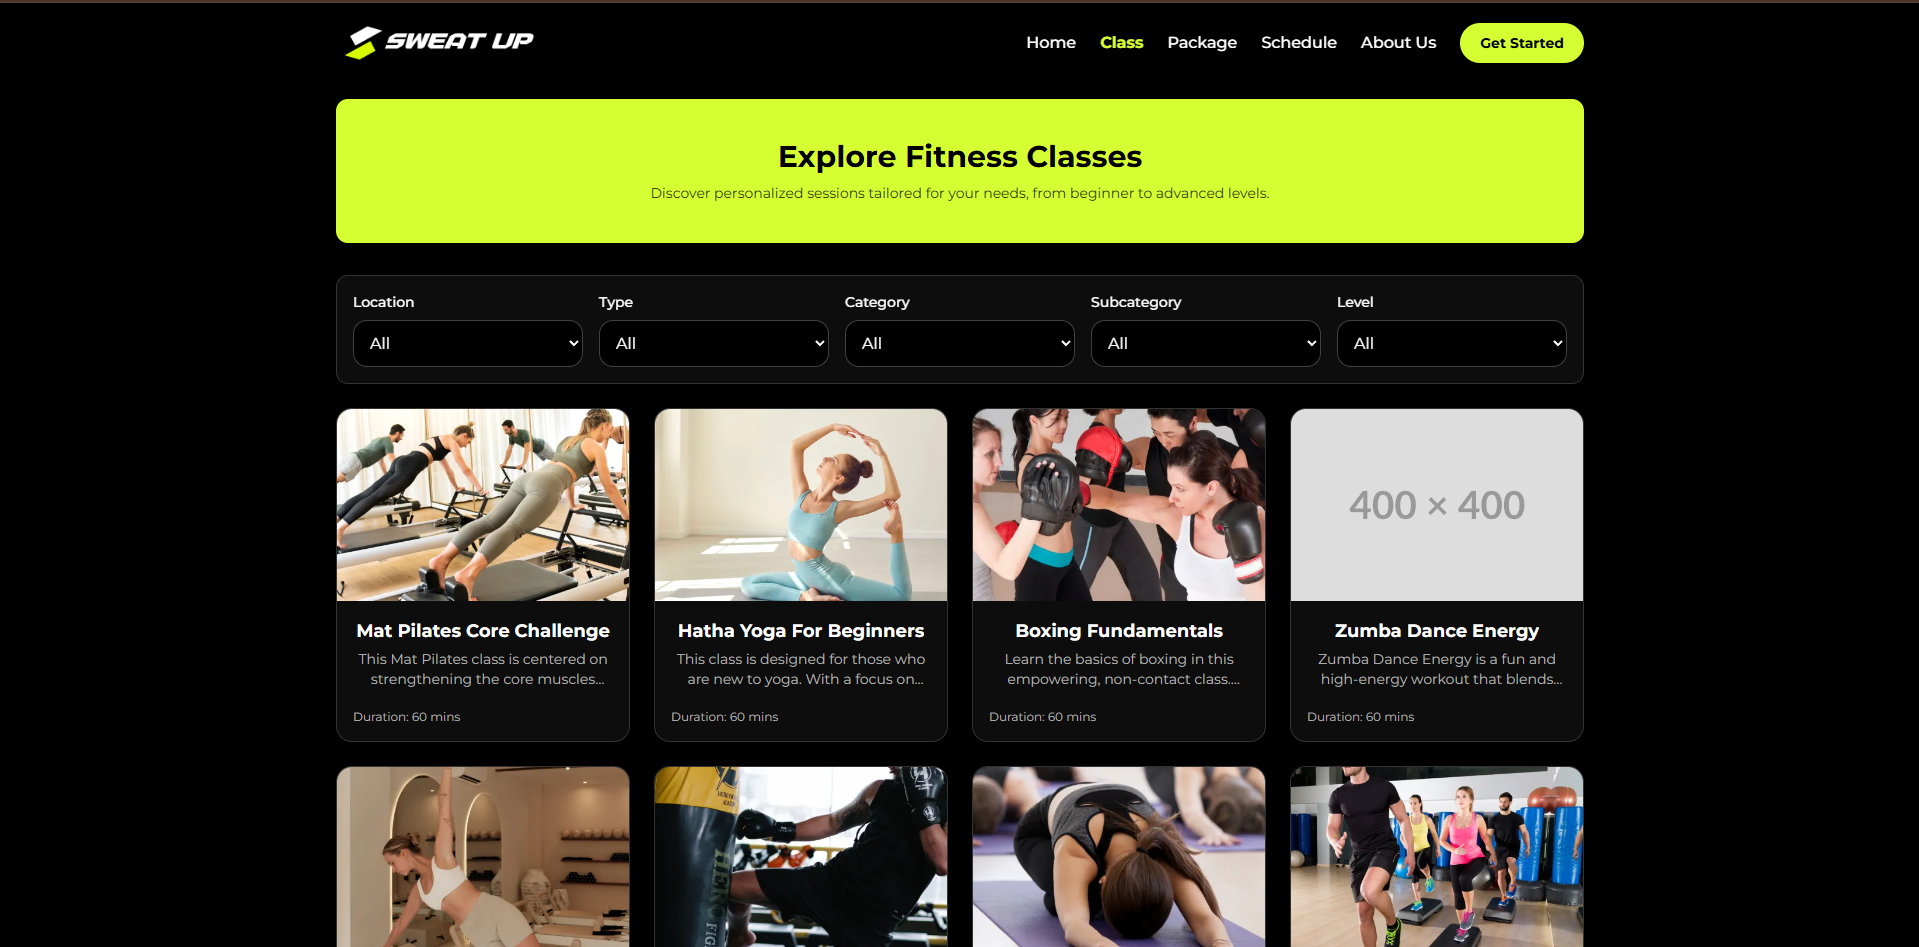 SWEAT UP
Home
Class
Package
Schedule
About Us
Get Started
Explore Fitness Classes
Discover personalized sessions tailored for your needs, from beginner to advanced levels.
Location
Type
Category
Subcategory
Level
All
All
All
All
All
400 × 400
Mat Pilates Core Challenge
This Mat Pilates class is centered on
strengthening the core muscles...
Duration: 60 mins
Hatha Yoga For Beginners
This class is designed for those who
are new to yoga. With a focus on...
Duration: 60 mins
Boxing Fundamentals
Learn the basics of boxing in this
empowering, non-contact class....
Duration: 60 mins
Zumba Dance Energy
Zumba Dance Energy is a fun and
high-energy workout that blends...
Duration: 60 mins